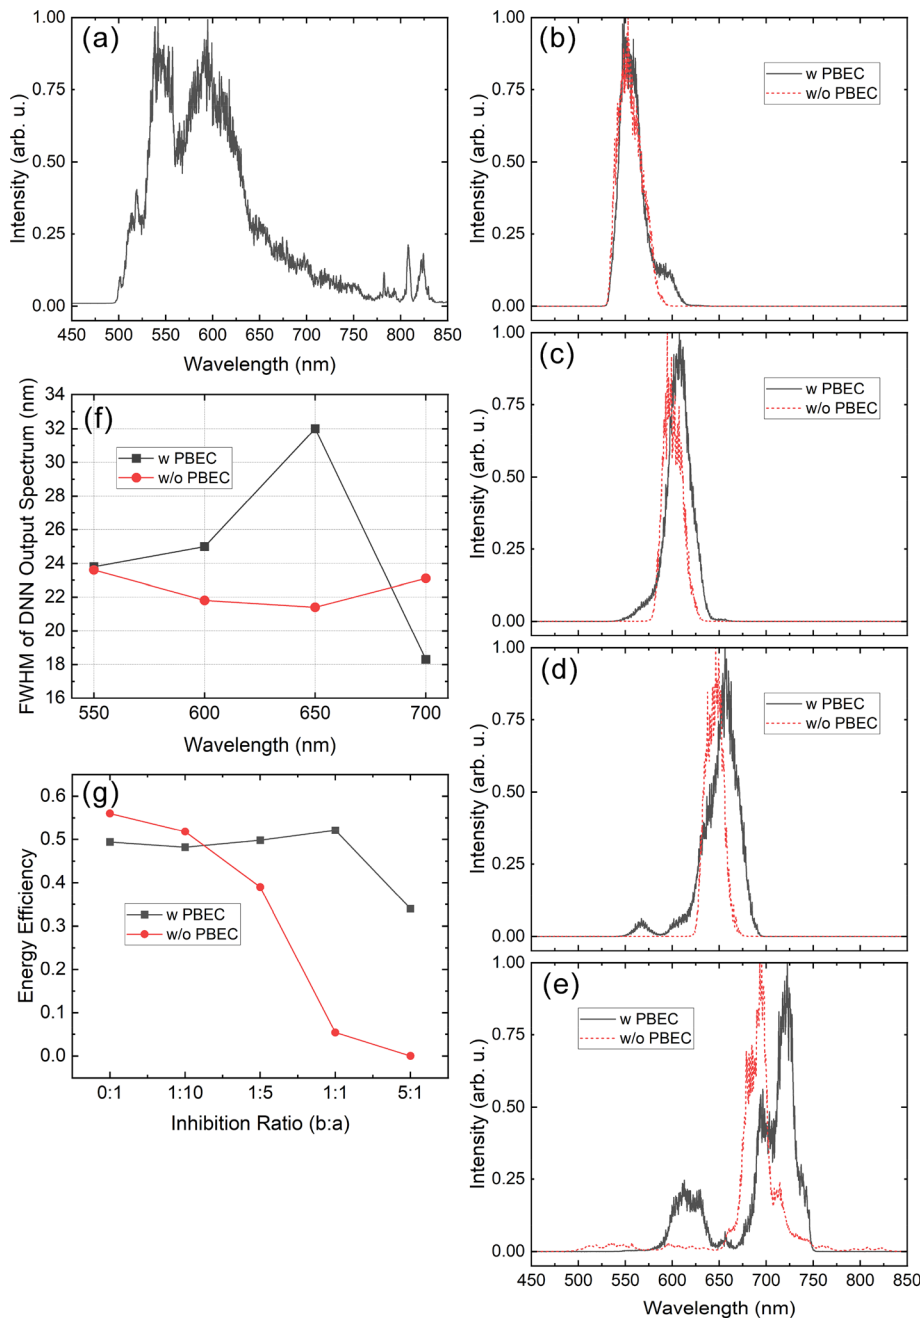 (a)
1.00
0.75
0.50
0.25
0.00
Intensity (arb. u.)
450 500 550 600 650 700 750 800 850
Wavelength (nm)
(b)
w PBEC
w/o PBEC
1.00
0.75
0.50
0.25
0.00
Intensity (arb. u.)
(c)
w PBEC
w/o PBEC
1.00
0.75
0.50
0.25
0.00
Intensity (arb. u.)
(d)
w PBEC
w/o PBEC
1.00
0.75
0.50
0.25
0.00
Intensity (arb. u.)
(e)
w PBEC
w/o PBEC
1.00
0.75
0.50
0.25
0.00
Intensity (arb. u.)
450 500 550 600 650 700 750 800 850
Wavelength (nm)
(f)
w PBEC
w/o PBEC
34
32
30
28
26
24
22
20
18
16
FWHM of DNN Output Spectrum (nm)
550 600 650 700
Wavelength (nm)
(g)
w PBEC
w/o PBEC
0.6
0.5
0.4
0.3
0.2
0.1
0.0
Energy Efficiency
0:1 1:10 1:5 1:1 5:1
Inhibition Ratio (b:a)